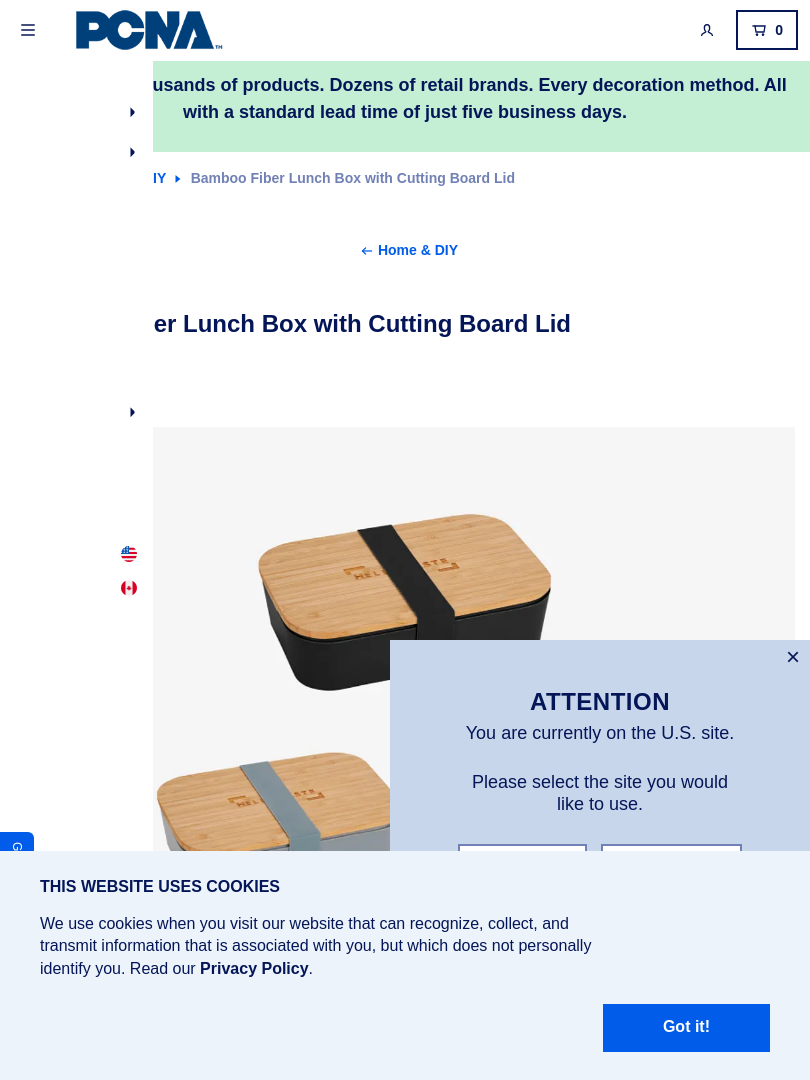 PCNA
TM
0
usands of products. Dozens of retail brands. Every decoration method. All
with a standard lead time of just five business days.
IY
Bamboo Fiber Lunch Box with Cutting Board Lid
Home & DIY
er Lunch Box with Cutting Board Lid
ATTENTION
You are currently on the U.S. site.
Please select the site you would
like to use.
G
THIS WEBSITE USES COOKIES
We use cookies when you visit our website that can recognize, collect, and
transmit information that is associated with you, but which does not personally
identify you. Read our Privacy Policy.
Got it!